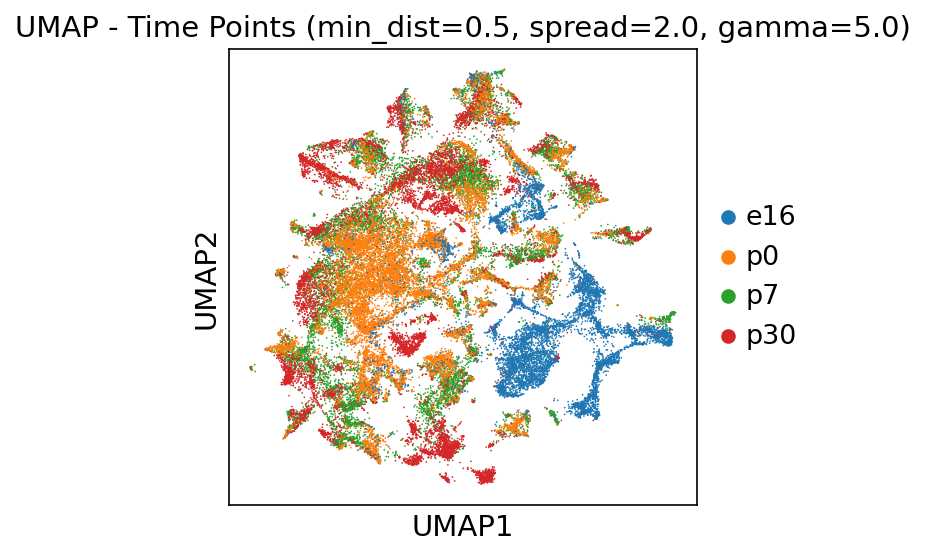 UMAP - Time Points (min_dist=0.5, spread=2.0, gamma=5.0)
UMAP2
e16
p0
p7
p30
UMAP1